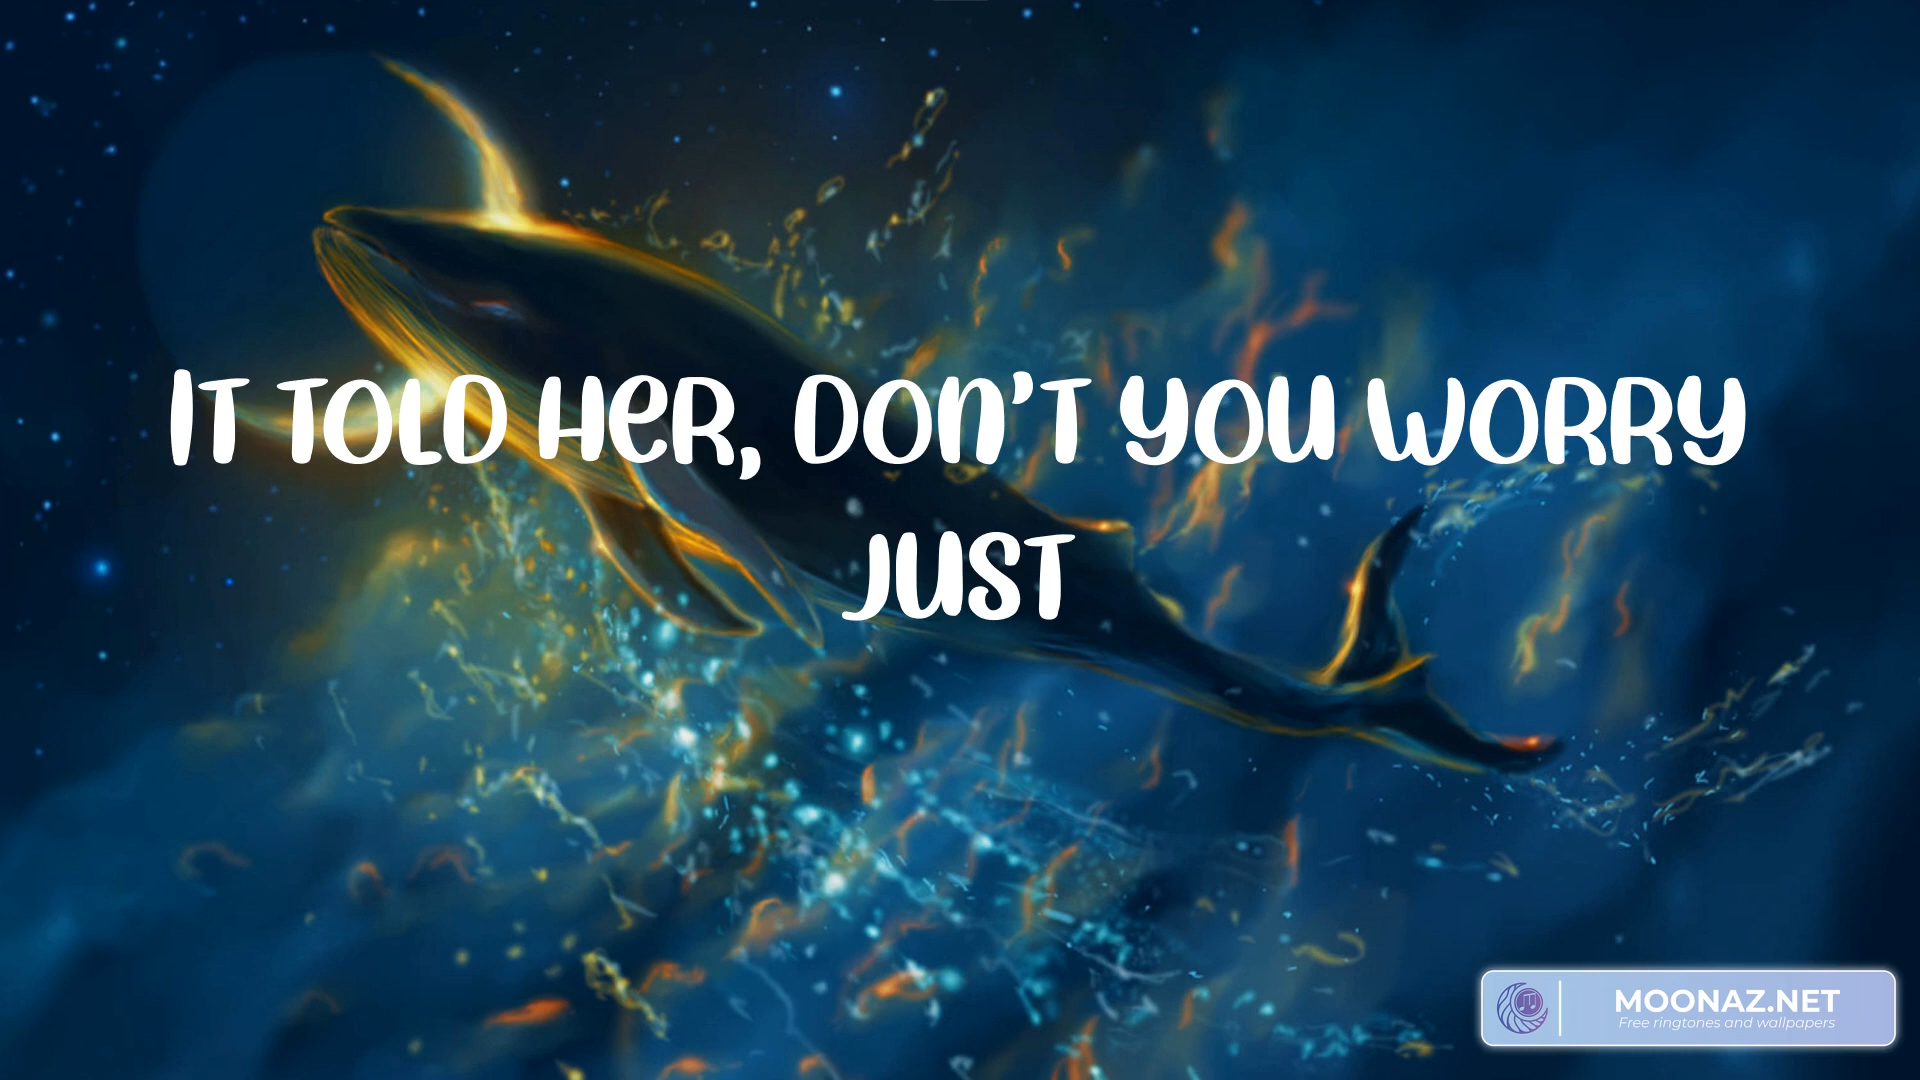 IT TOLD HER, DON'T YOU WORRY
JUST
MOONAZ.NET
Free ringtones and wallpapers